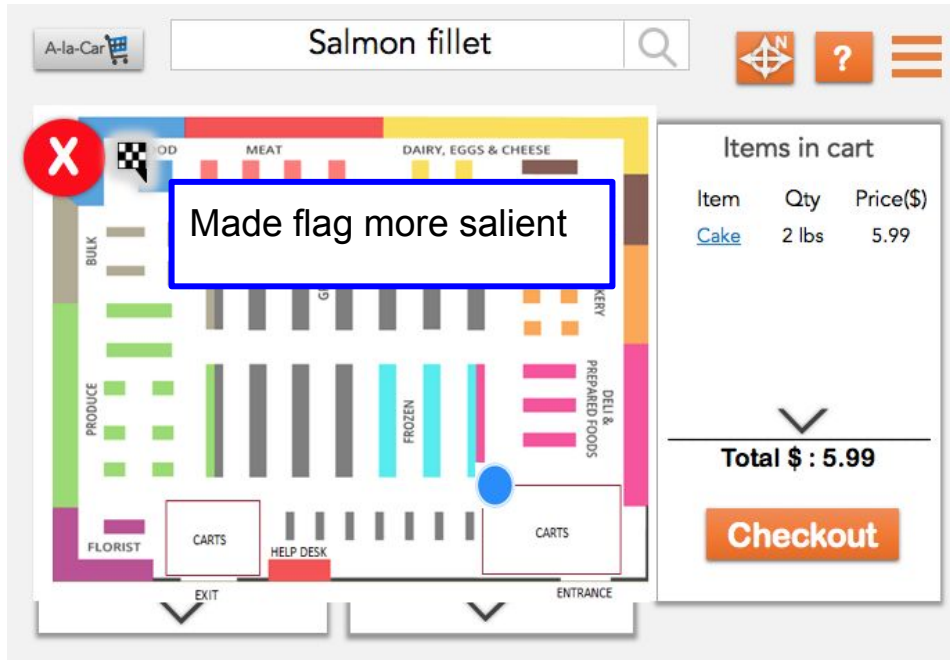 A-la-Car
Salmon fillet
N
?
X
OD
MEAT
DAIRY, EGGS & CHEESE
Made flag more salient
BULK
KERY
PRODUCE
FROZEN
DELI &
PREPARED FOODS
FLORIST
CARTS
HELP DESK
CARTS
EXIT
ENTRANCE
Items in cart
Item Qty Price($)
Cake 2 lbs 5.99
Total $ : 5.99
Checkout